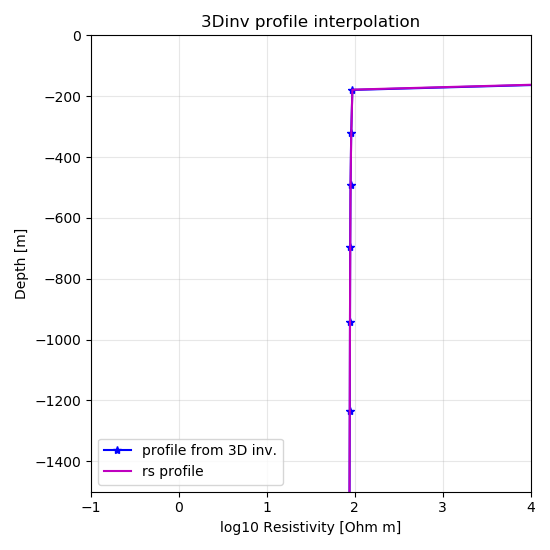 3Dinv profile interpolation
0
−200
−400
−600
−800
−1000
−1200
−1400
Depth [m]
profile from 3D inv.
rs profile
−1
0
1
2
3
4
log10 Resistivity [Ohm m]